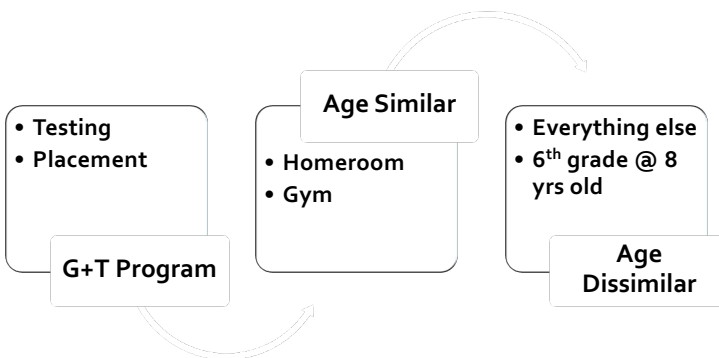 • Testing
• Placement
G+T Program
Age Similar
• Homeroom
• Gym
• Everything else
• 6th grade @ 8
yrs old
Age
Dissimilar